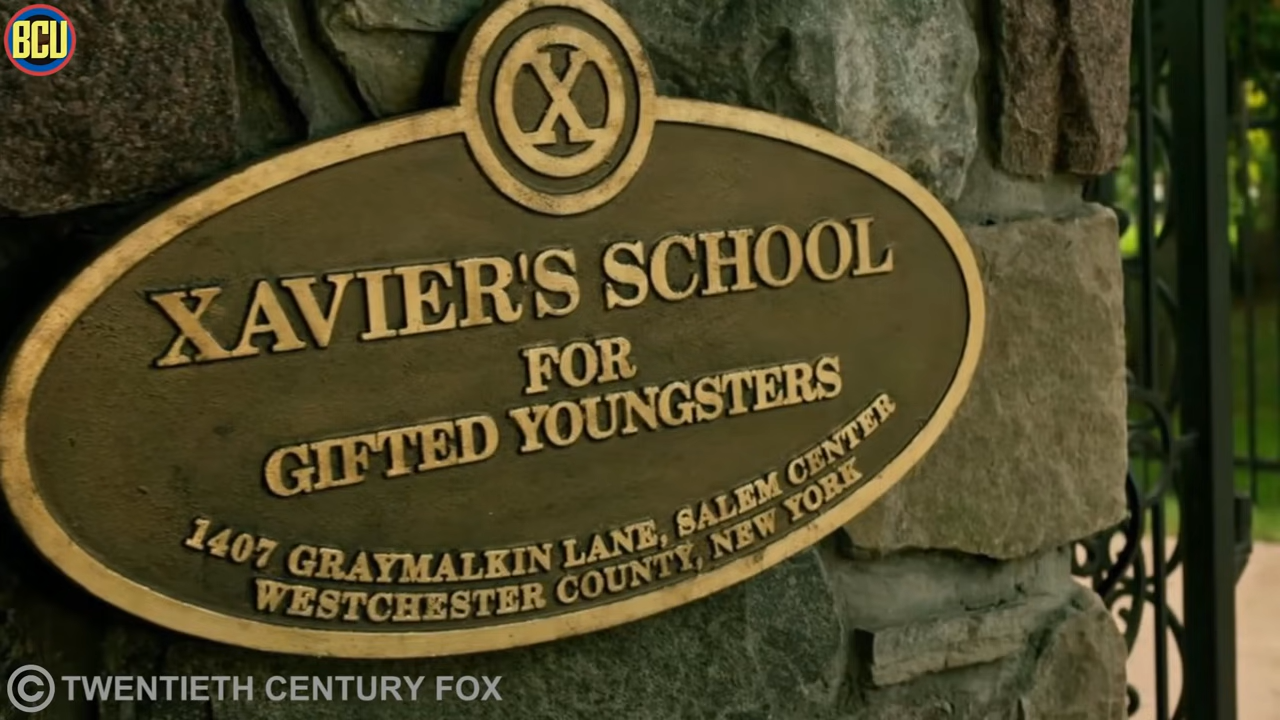 BCU
X
XAVIER'S SCHOOL
FOR
GIFTED YOUNGSTERS
1407 GRAYMALKIN LANE, SALEM CENTER
WESTCHESTER COUNTY, NEW YORK
© TWENTIETH CENTURY FOX